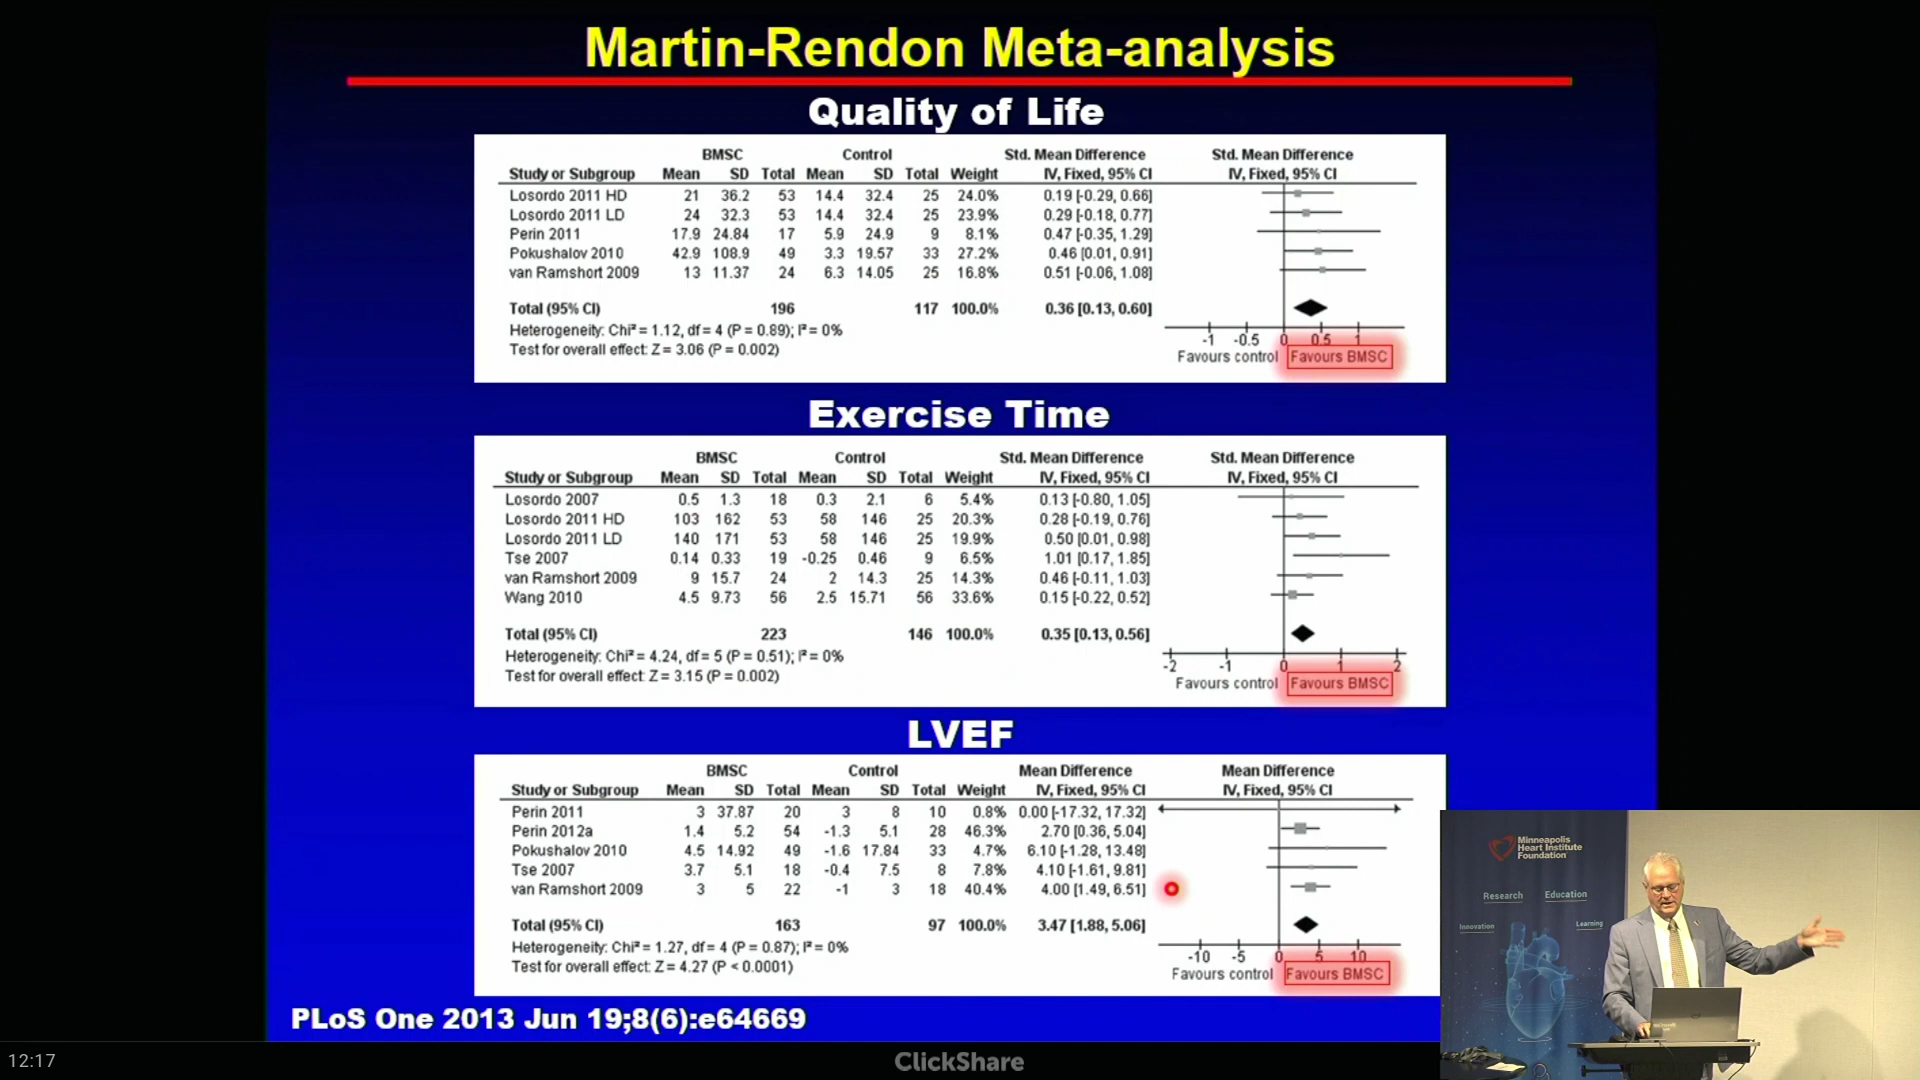 Martin-Rendon Meta-analysis
Quality of Life
BMSC Control Std. Mean Difference Std. Mean Difference
Study or Subgroup Mean SD Total Mean SD Total Weight IV, Fixed, 95% CI IV, Fixed, 95% CI
Losordo 2011 HD 21 36.2 53 14.4 32.4 25 24.0% 0.19 [-0.29, 0.66]
Losordo 2011 LD 24 32.3 53 14.4 32.4 25 23.9% 0.29 [-0.18, 0.77]
Perin 2011 17.9 24.84 17 5.9 24.9 9 8.1% 0.47 [-0.35, 1.29]
Pokushalov 2010 42.9 108.9 49 3.3 19.57 33 27.2% 0.46 [0.01, 0.91]
van Ramshort 2009 13 11.37 24 6.3 14.05 25 16.8% 0.51 [-0.06, 1.08]
Total (95% CI) 196 117 100.0% 0.36 [0.13, 0.60]
Heterogeneity: Chi² = 1.12, df = 4 (P = 0.89); I² = 0%
Test for overall effect: Z = 3.06 (P = 0.002)
-1 -0.5 0 0.5 1
Favours control Favours BMSC
Exercise Time
BMSC Control Std. Mean Difference Std. Mean Difference
Study or Subgroup Mean SD Total Mean SD Total Weight IV, Fixed, 95% CI IV, Fixed, 95% CI
Losordo 2007 0.5 1.3 18 0.3 2.1 6 5.4% 0.13 [-0.80, 1.05]
Losordo 2011 HD 103 162 53 58 146 25 20.3% 0.28 [-0.19, 0.76]
Losordo 2011 LD 140 171 53 58 146 25 19.9% 0.50 [0.01, 0.98]
Tse 2007 0.14 0.33 19 -0.25 0.46 9 6.5% 1.01 [0.17, 1.85]
van Ramshort 2009 9 15.7 24 2 14.3 25 14.3% 0.46 [-0.11, 1.03]
Wang 2010 4.5 9.73 56 2.5 15.71 56 33.6% 0.15 [-0.22, 0.52]
Total (95% CI) 223 146 100.0% 0.35 [0.13, 0.56]
Heterogeneity: Chi² = 4.24, df = 5 (P = 0.51); I² = 0%
Test for overall effect: Z = 3.15 (P = 0.002)
-2 -1 0 1 2
Favours control Favours BMSC
LVEF
BMSC Control Mean Difference Mean Difference
Study or Subgroup Mean SD Total Mean SD Total Weight IV, Fixed, 95% CI IV, Fixed, 95% CI
Perin 2011 3 37.87 20 3 8 10 0.8% 0.00 [-17.32, 17.32]
Perin 2012a 1.4 5.2 54 -1.3 5.1 28 46.3% 2.70 [0.36, 5.04]
Pokushalov 2010 4.5 14.92 49 -1.6 17.84 33 4.7% 6.10 [-1.28, 13.48]
Tse 2007 3.7 5.1 18 -0.4 7.5 8 7.8% 4.10 [-1.61, 9.81]
van Ramshort 2009 3 5 22 -1 3 18 40.4% 4.00 [1.49, 6.51]
Total (95% CI) 163 97 100.0% 3.47 [1.88, 5.06]
Heterogeneity: Chi² = 1.27, df = 4 (P = 0.87); I² = 0%
Test for overall effect: Z = 4.27 (P < 0.0001)
-10 -5 0 5 10
Favours control Favours BMSC
PLoS One 2013 Jun 19;8(6):e64669
Minneapolis
Heart Institute
Foundation
Research Education
Innovation Learning
12:17
ClickShare